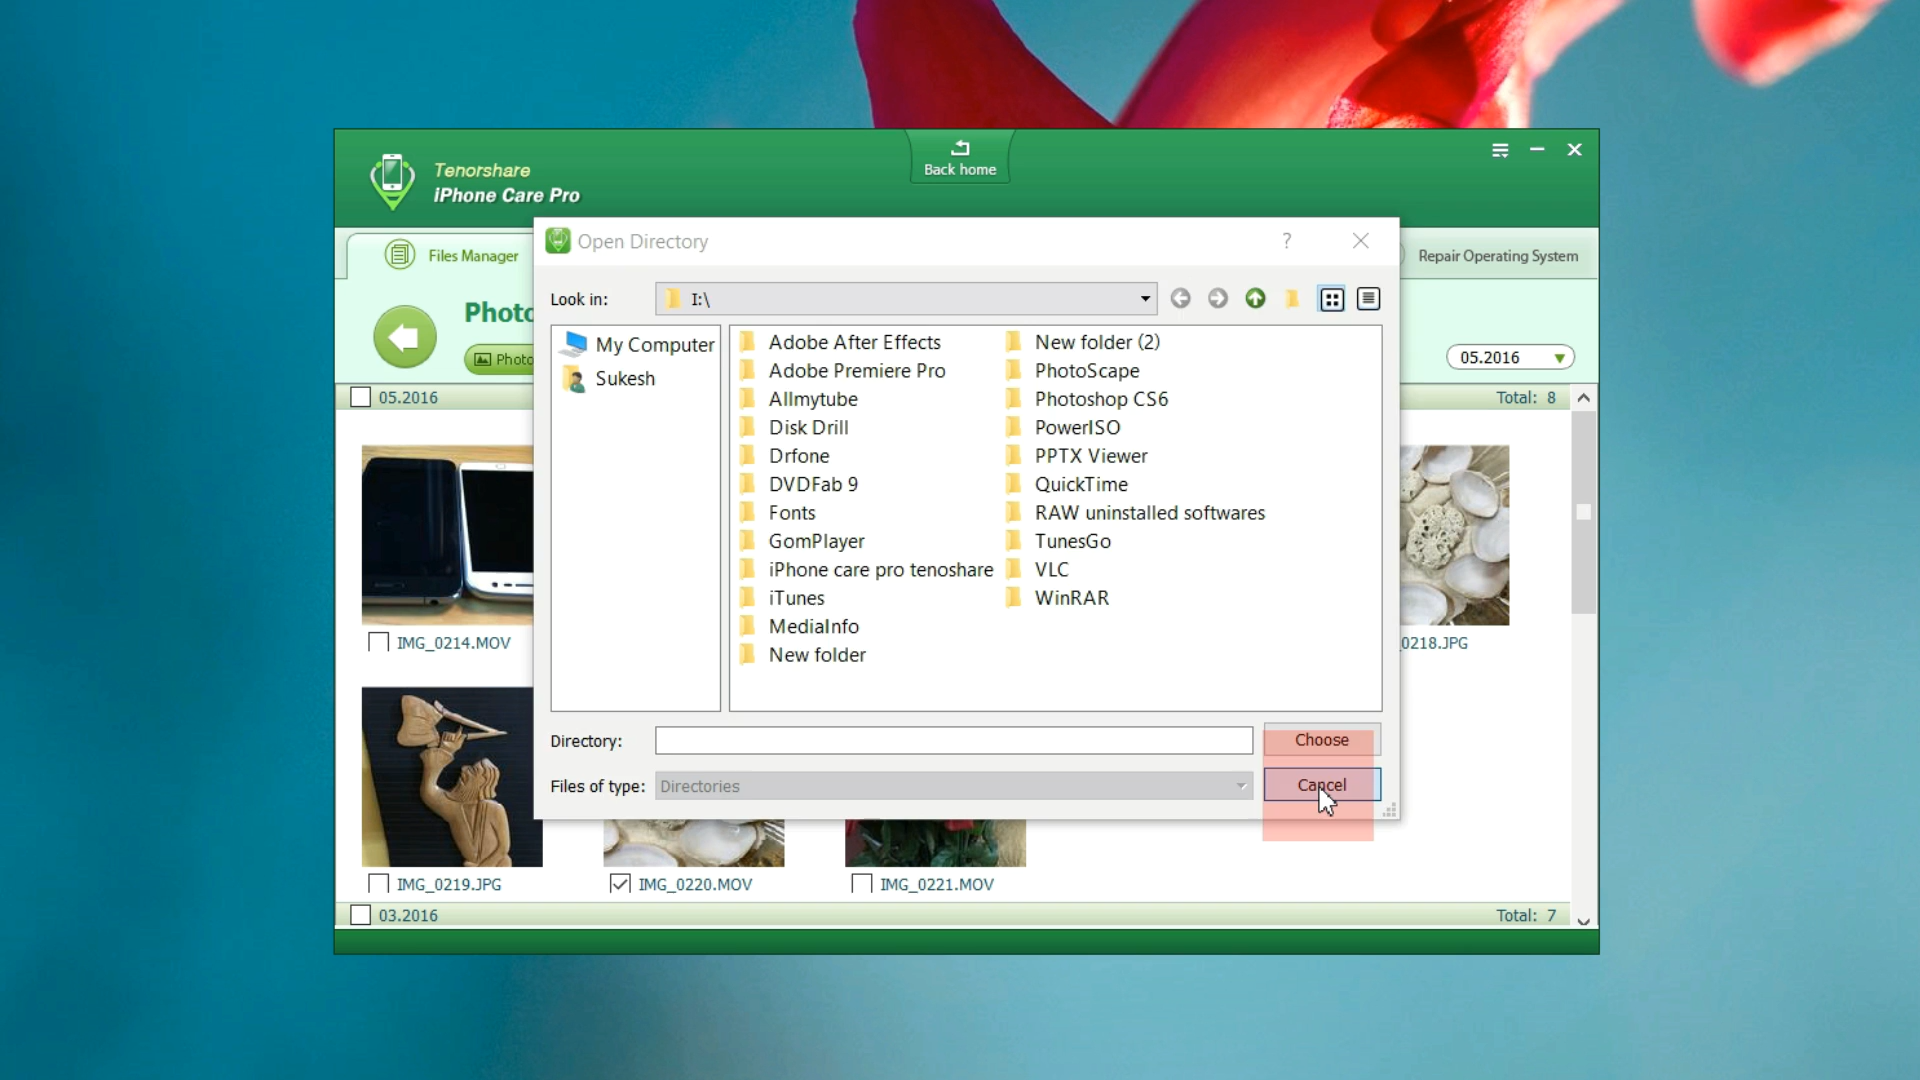 Back home
Tenorshare
iPhone Care Pro
Files Manager
Repair Operating System
Open Directory
?
Look in:
I:\
Photo
Photo
05.2016
My Computer
Sukesh
Adobe After Effects
Adobe Premiere Pro
Allmytube
Disk Drill
Drfone
DVDFab 9
Fonts
GomPlayer
iPhone care pro tenoshare
iTunes
MediaInfo
New folder
New folder (2)
PhotoScape
Photoshop CS6
PowerISO
PPTX Viewer
QuickTime
RAW uninstalled softwares
TunesGo
VLC
WinRAR
05.2016
Total: 8
IMG_0214.MOV
_0218.JPG
Directory:
Choose
Files of type:
Directories
Cancel
IMG_0219.JPG
IMG_0220.MOV
IMG_0221.MOV
03.2016
Total: 7